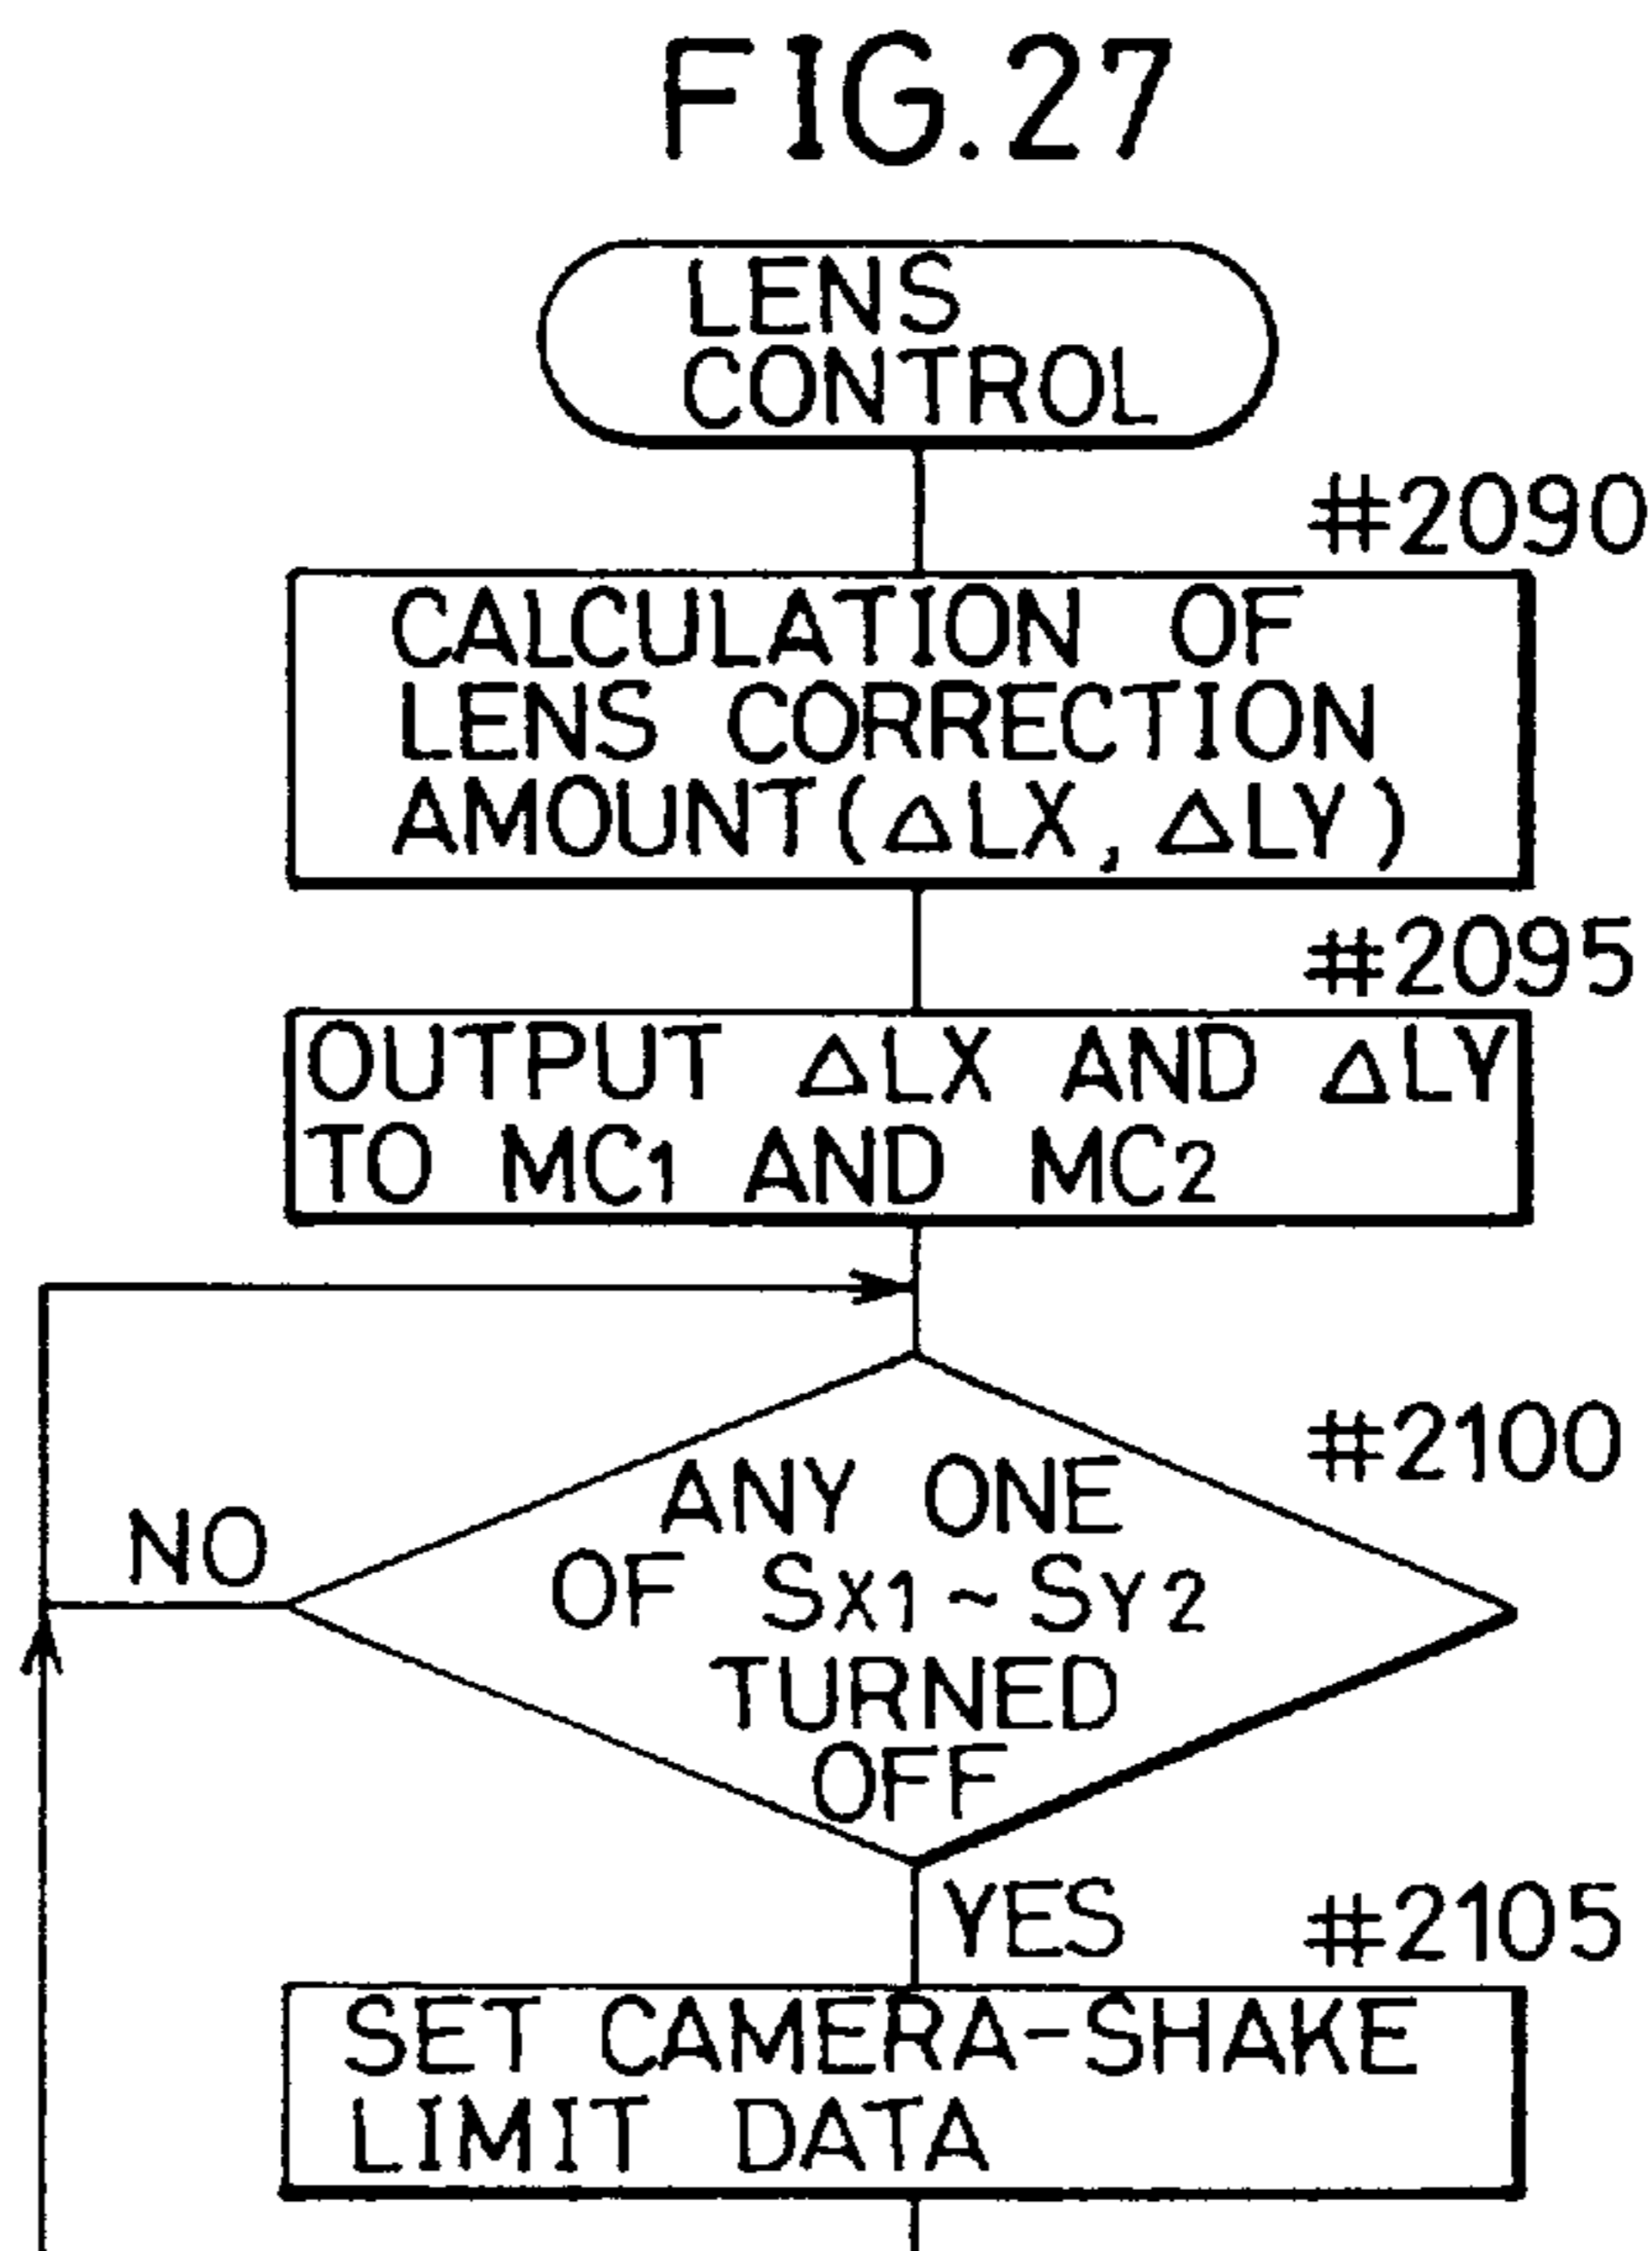 FIG.27
LENS
CONTROL
#2090
CALCULATION OF
LENS CORRECTION
AMOUNT(ΔLX, ΔLY)
#2095
OUTPUT ΔLX AND ΔLY
TO MC1 AND MC2
#2100
ANY ONE
OF SX1~SY2
TURNED
OFF
NO
YES
#2105
SET CAMERA-SHAKE
LIMIT DATA